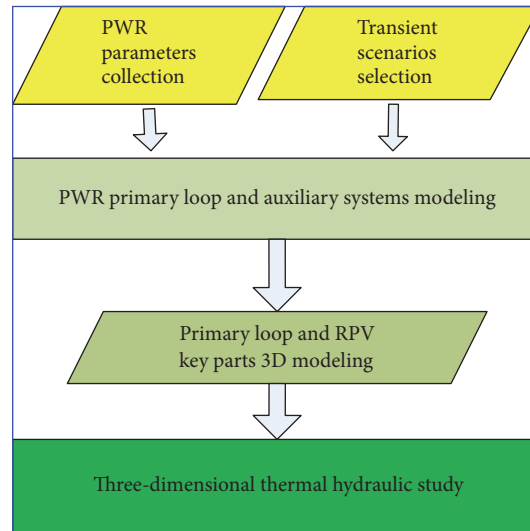 PWR
parameters
collection
Transient
scenarios
selection
PWR primary loop and auxiliary systems modeling
Primary loop and RPV
key parts 3D modeling
Three-dimensional thermal hydraulic study